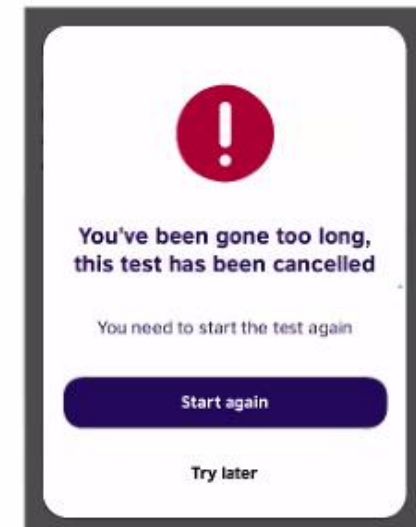 You've been gone too long,
this test has been cancelled
You need to start the test again
Start again
Try later